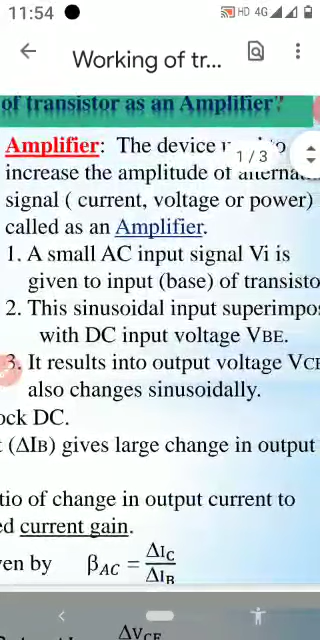 11:54
HD 4G
Working of tr...
of transistor as an Amplifier?
Amplifier: The device
1 / 3
increase the amplitude of
signal ( current, voltage or power)
called as an Amplifier.
1. A small AC input signal Vi is
given to input (base) of transisto
2. This sinusoidal input superimpos
with DC input voltage VBE.
3. It results into output voltage VCE
also changes sinusoidally.
ock DC.
t (ΔIB) gives large change in output
tio of change in output current to
ed current gain.
ven by βAC = ΔIC/ΔIB
ΔVCE